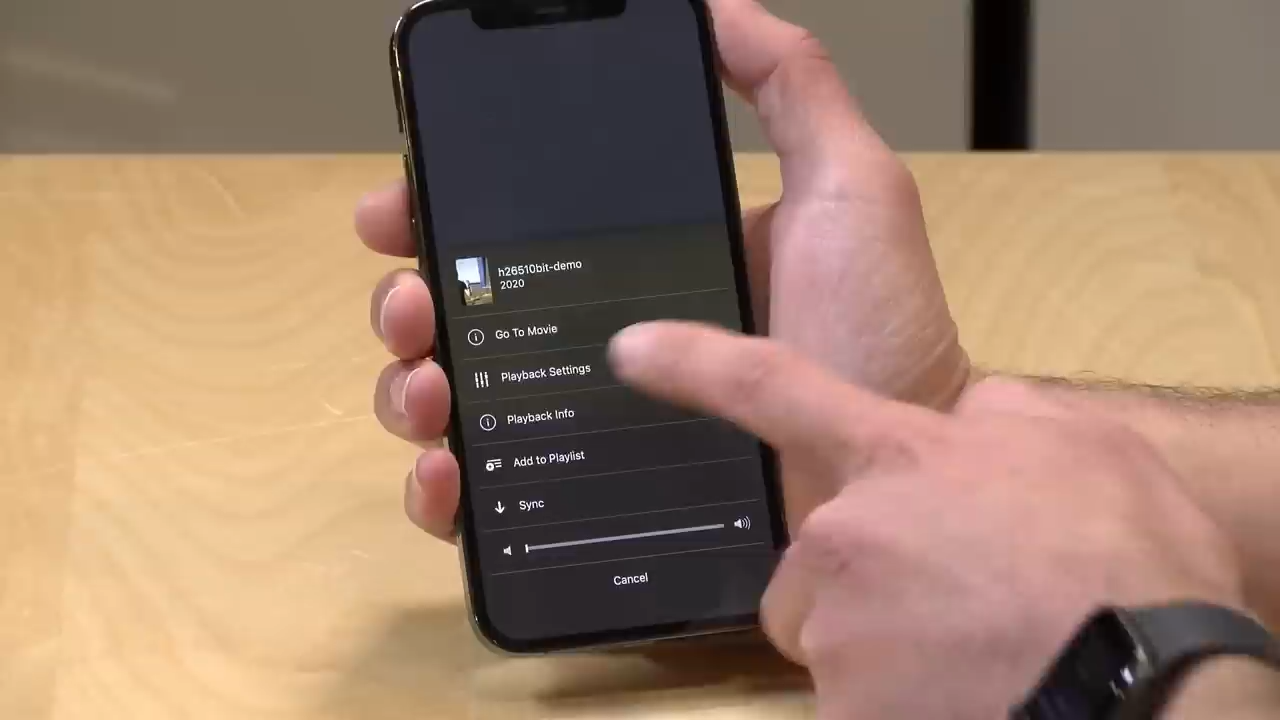 h26510bit-demo
2020
Go To Movie
Playback Settings
Playback Info
Add to Playlist
Sync
Cancel